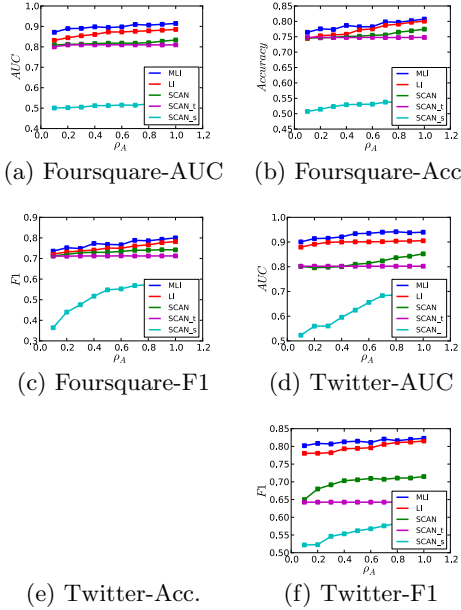 1.0
0.9
0.8
0.7
0.6
0.5
0.4
AUC
0.0 0.2 0.4 0.6 0.8 1.0 1.2
ρ_A
MLI
LI
SCAN
SCAN_t
SCAN_s
(a) Foursquare-AUC
0.85
0.80
0.75
0.70
0.65
0.60
0.55
0.50
0.45
Accuracy
0.0 0.2 0.4 0.6 0.8 1.0 1.2
ρ_A
MLI
LI
SCAN
SCAN_t
SCAN_s
(b) Foursquare-Acc
0.9
0.8
0.7
0.6
0.5
0.4
0.3
F1
0.0 0.2 0.4 0.6 0.8 1.0 1.2
ρ_A
MLI
LI
SCAN
SCAN_t
SCAN_s
(c) Foursquare-F1
1.0
0.9
0.8
0.7
0.6
0.5
AUC
0.0 0.2 0.4 0.6 0.8 1.0 1.2
ρ_A
MLI
LI
SCAN
SCAN_t
SCAN_
(d) Twitter-AUC
(e) Twitter-Acc.
0.85
0.80
0.75
0.70
0.65
0.60
0.55
0.50
F1
0.0 0.2 0.4 0.6 0.8 1.0 1.2
ρ_A
MLI
LI
SCAN
SCAN_t
SCAN_s
(f) Twitter-F1